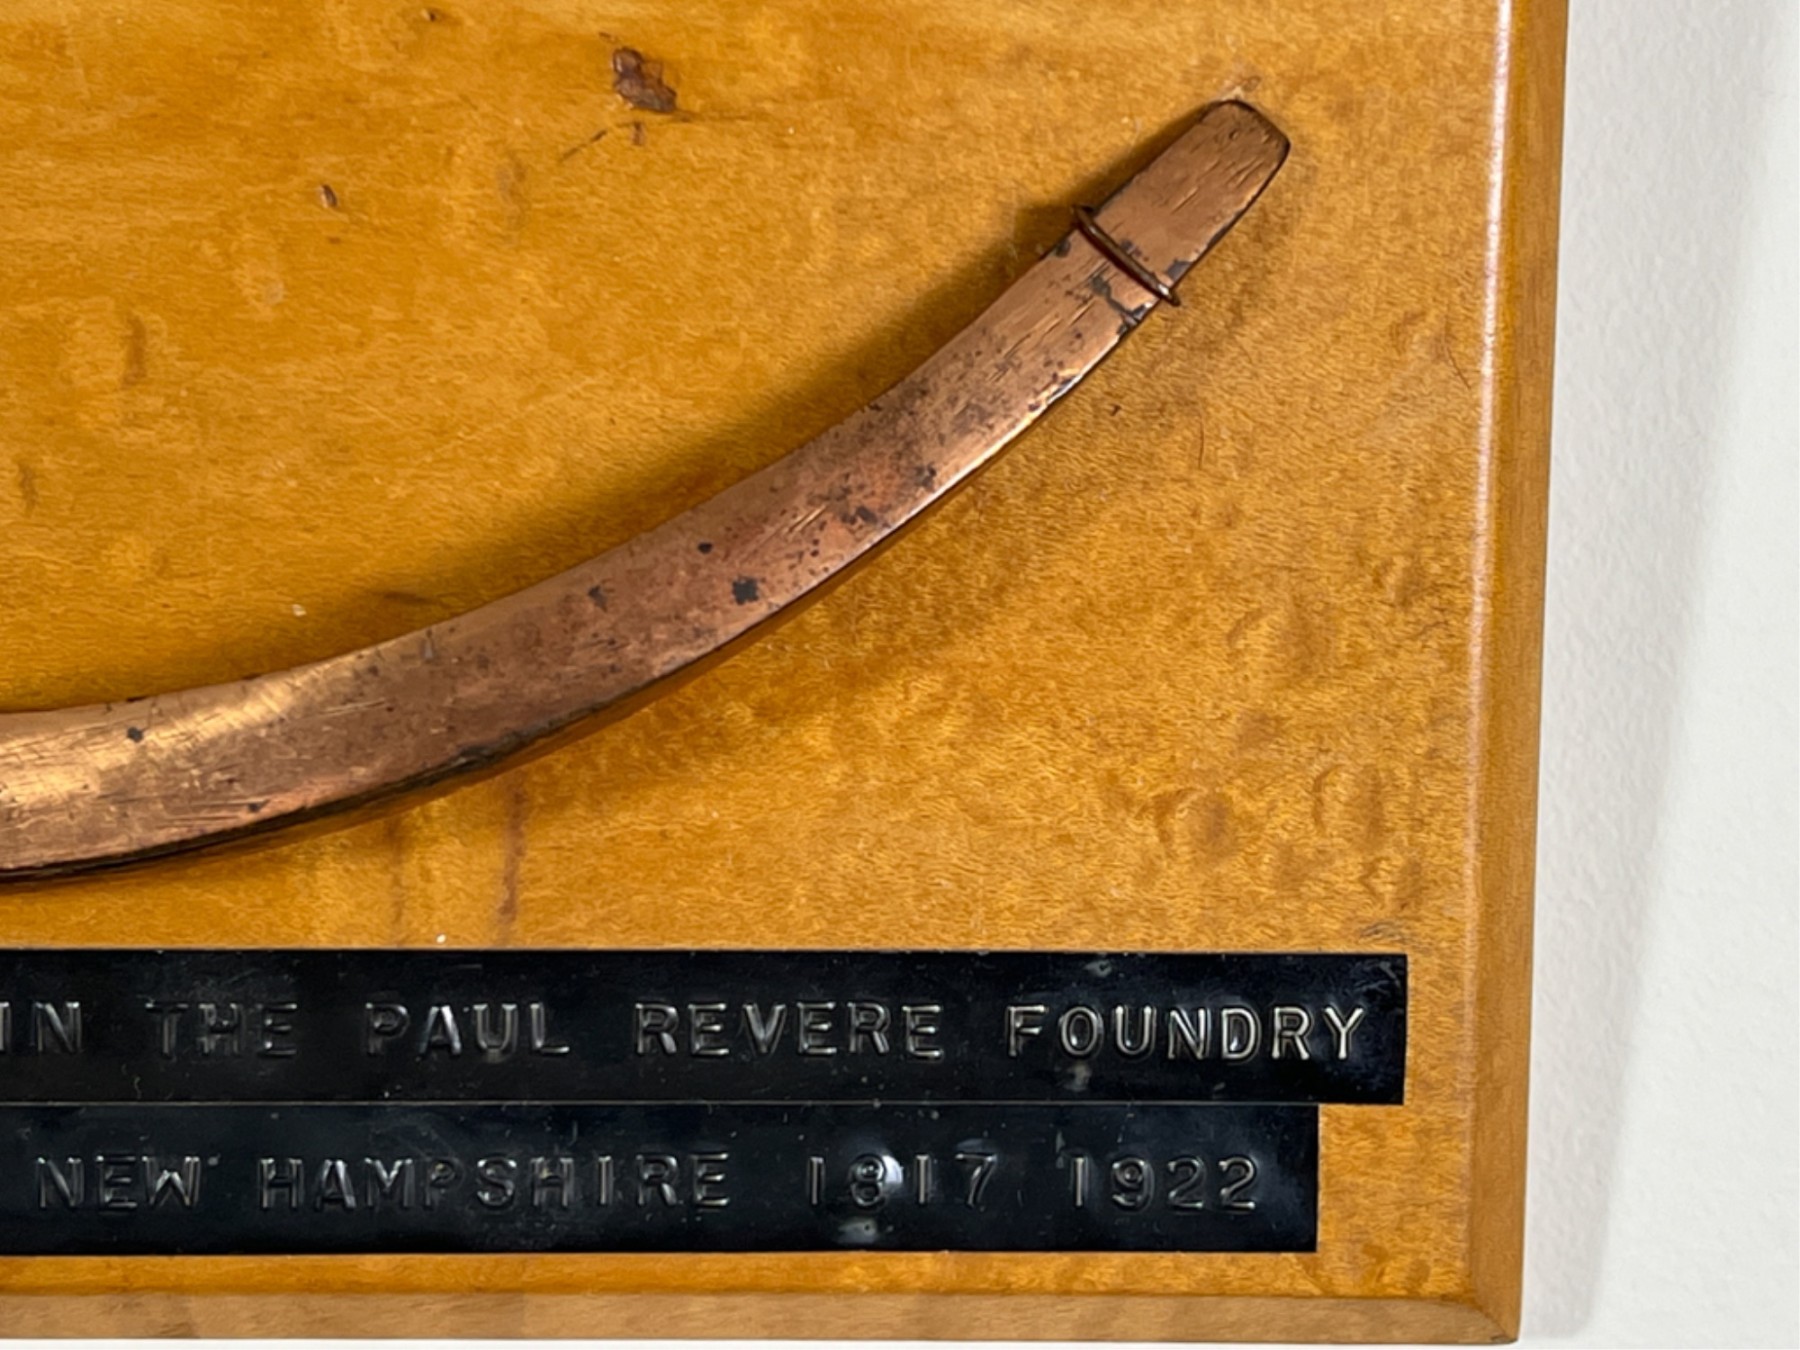 IN THE PAUL REVERE FOUNDRY
NEW HAMPSHIRE 1817 1922